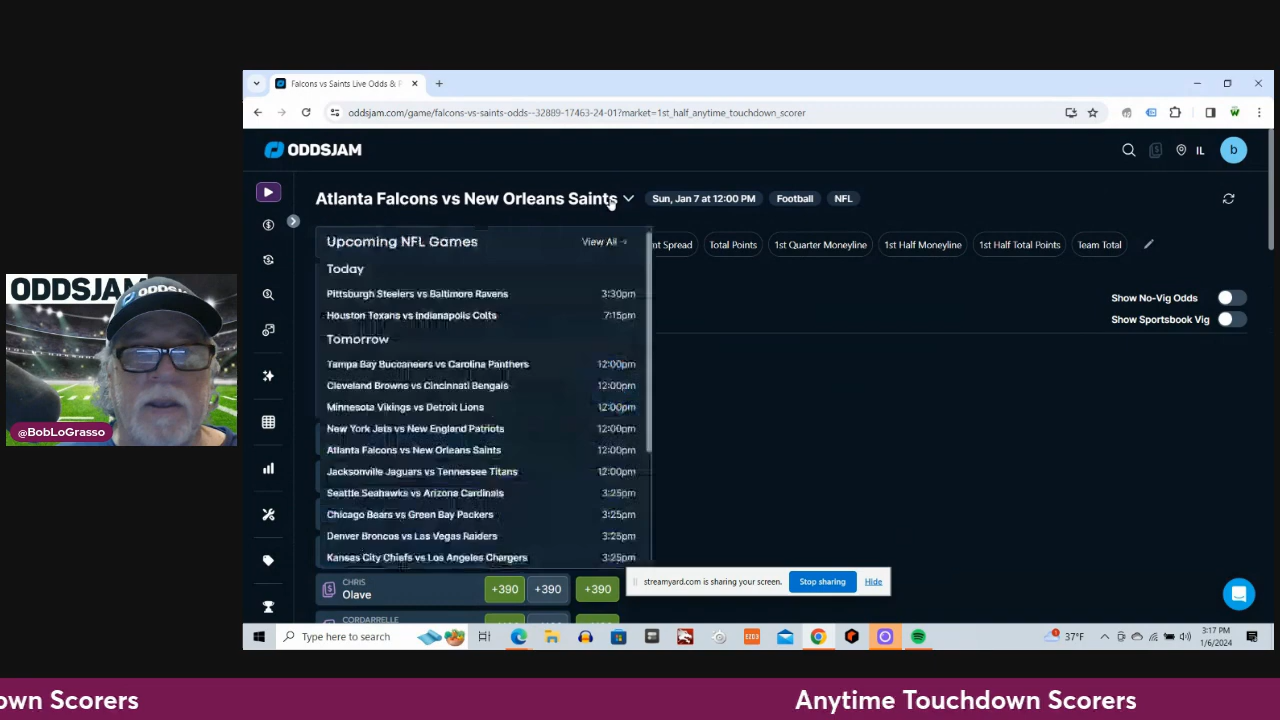 Falcons vs Saints Live Odds & P
oddsjam.com/game/falcons-vs-saints-odds--32889-17463-24-01?market=1st_half_anytime_touchdown_scorer
ODDSJAM
IL
b
Atlanta Falcons vs New Orleans Saints
Sun, Jan 7 at 12:00 PM
Football
NFL
Upcoming NFL Games
View All
Spread
Total Points
1st Quarter Moneyline
1st Half Moneyline
1st Half Total Points
Team Total
Today
Pittsburgh Steelers vs Baltimore Ravens 3:30pm
Houston Texans vs Indianapolis Colts 7:15pm
Tomorrow
Tampa Bay Buccaneers vs Carolina Panthers 12:00pm
Cleveland Browns vs Cincinnati Bengals 12:00pm
Minnesota Vikings vs Detroit Lions 12:00pm
New York Jets vs New England Patriots 12:00pm
Atlanta Falcons vs New Orleans Saints 12:00pm
Jacksonville Jaguars vs Tennessee Titans 12:00pm
Seattle Seahawks vs Arizona Cardinals 3:25pm
Chicago Bears vs Green Bay Packers 3:25pm
Denver Broncos vs Las Vegas Raiders 3:25pm
Kansas City Chiefs vs Los Angeles Chargers 3:25pm
Show No-Vig Odds
Show Sportsbook Vig
CHRIS
Olave
+390 +390 +390
CORDARRELLE
streamyard.com is sharing your screen.
Stop sharing
Hide
ODDSJAM
@BobLoGrasso
Type here to search
37°F
3:17 PM
1/6/2024
own Scorers
Anytime Touchdown Scorers